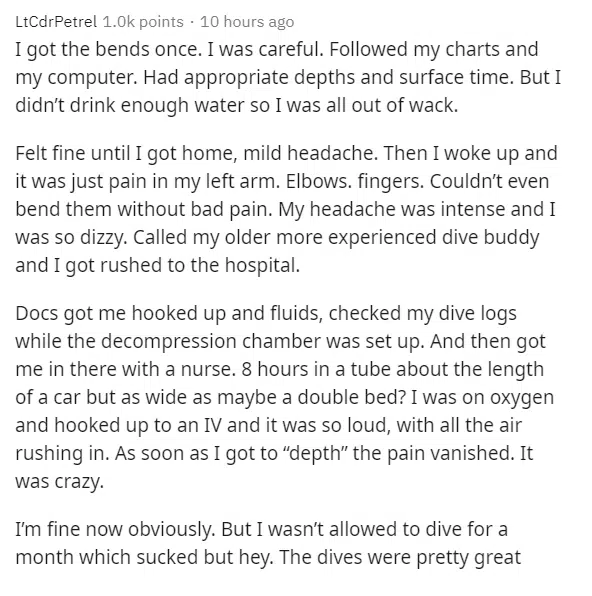 LtCdrPetrel 1.0k points · 10 hours ago
I got the bends once. I was careful. Followed my charts and
my computer. Had appropriate depths and surface time. But I
didn’t drink enough water so I was all out of wack.
Felt fine until I got home, mild headache. Then I woke up and
it was just pain in my left arm. Elbows. fingers. Couldn’t even
bend them without bad pain. My headache was intense and I
was so dizzy. Called my older more experienced dive buddy
and I got rushed to the hospital.
Docs got me hooked up and fluids, checked my dive logs
while the decompression chamber was set up. And then got
me in there with a nurse. 8 hours in a tube about the length
of a car but as wide as maybe a double bed? I was on oxygen
and hooked up to an IV and it was so loud, with all the air
rushing in. As soon as I got to “depth” the pain vanished. It
was crazy.
I’m fine now obviously. But I wasn’t allowed to dive for a
month which sucked but hey. The dives were pretty great